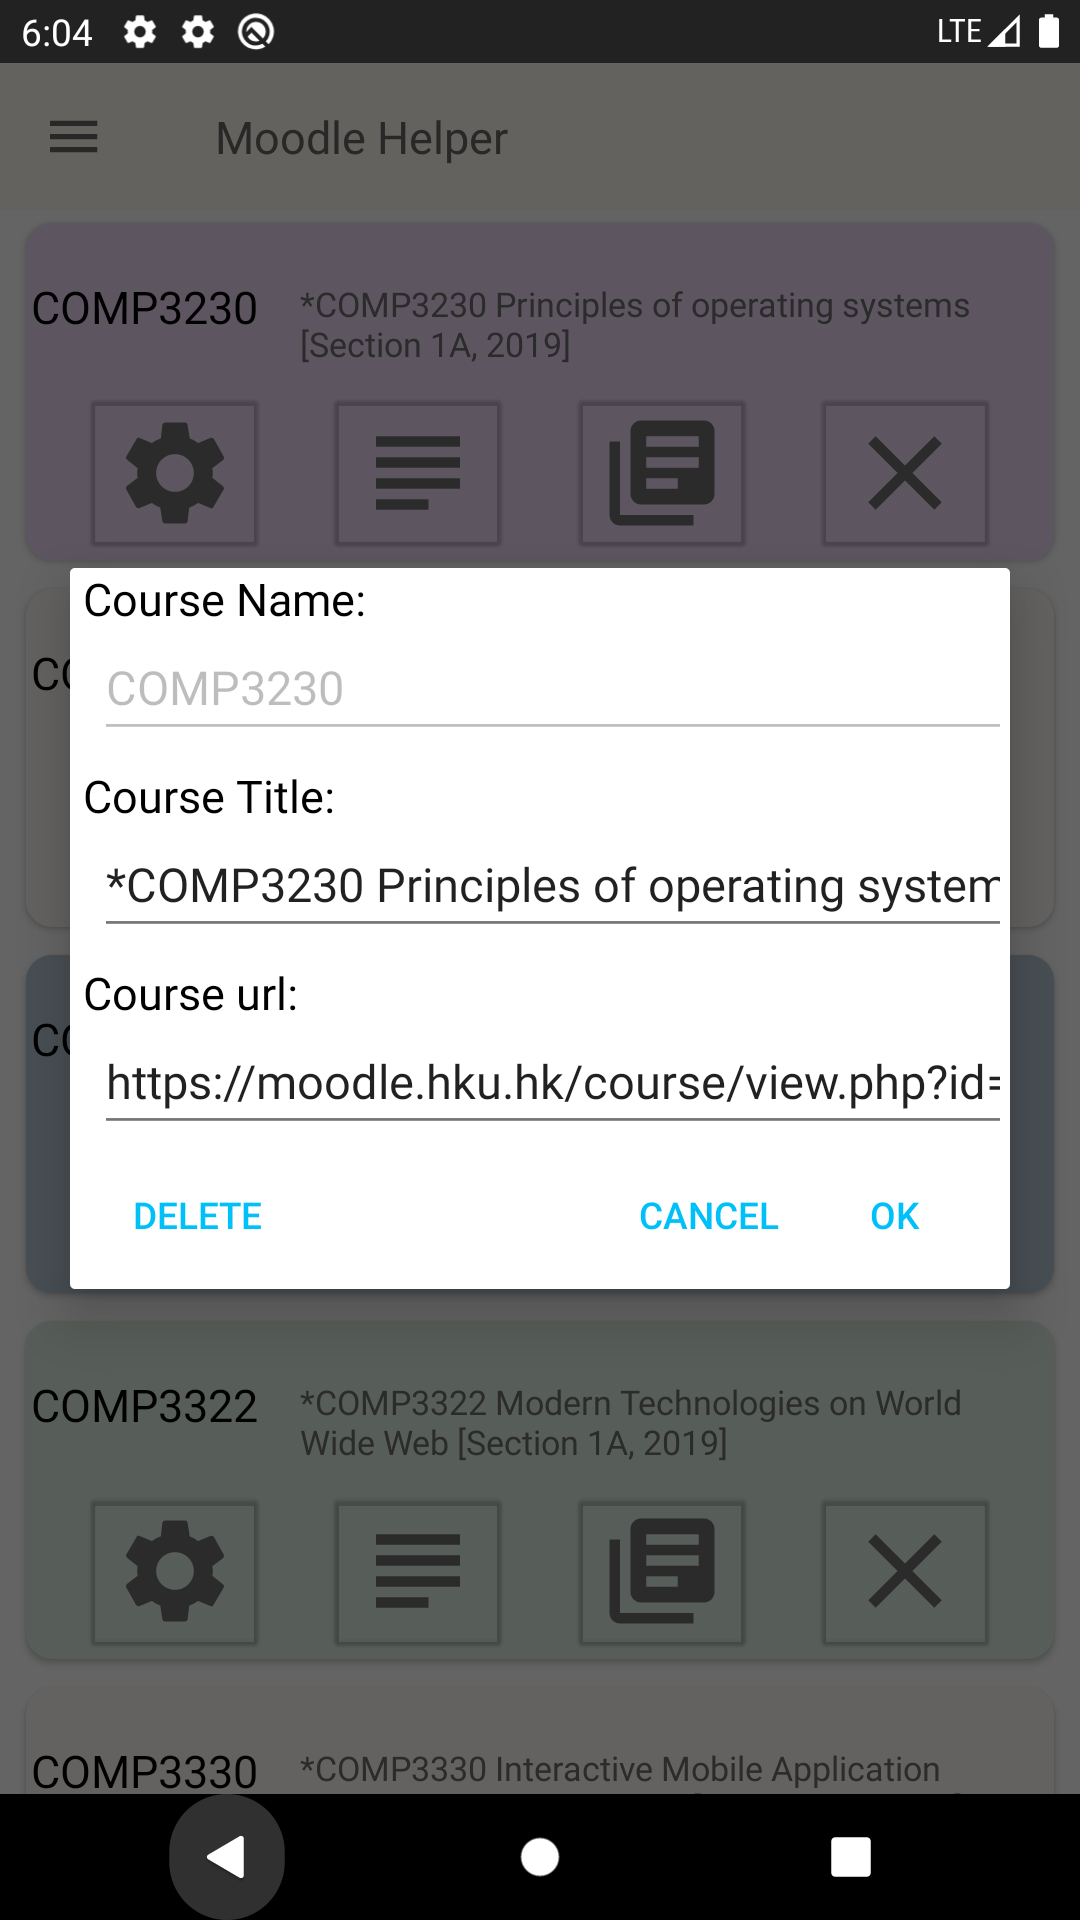 6:04
LTE
Moodle Helper
COMP3230
*COMP3230 Principles of operating systems
[Section 1A, 2019]
Course Name:
COMP3230
Course Title:
*COMP3230 Principles of operating system
Course url:
https://moodle.hku.hk/course/view.php?id=
DELETE
CANCEL
OK
COMP3322
*COMP3322 Modern Technologies on World
Wide Web [Section 1A, 2019]
COMP3330
*COMP3330 Interactive Mobile Application